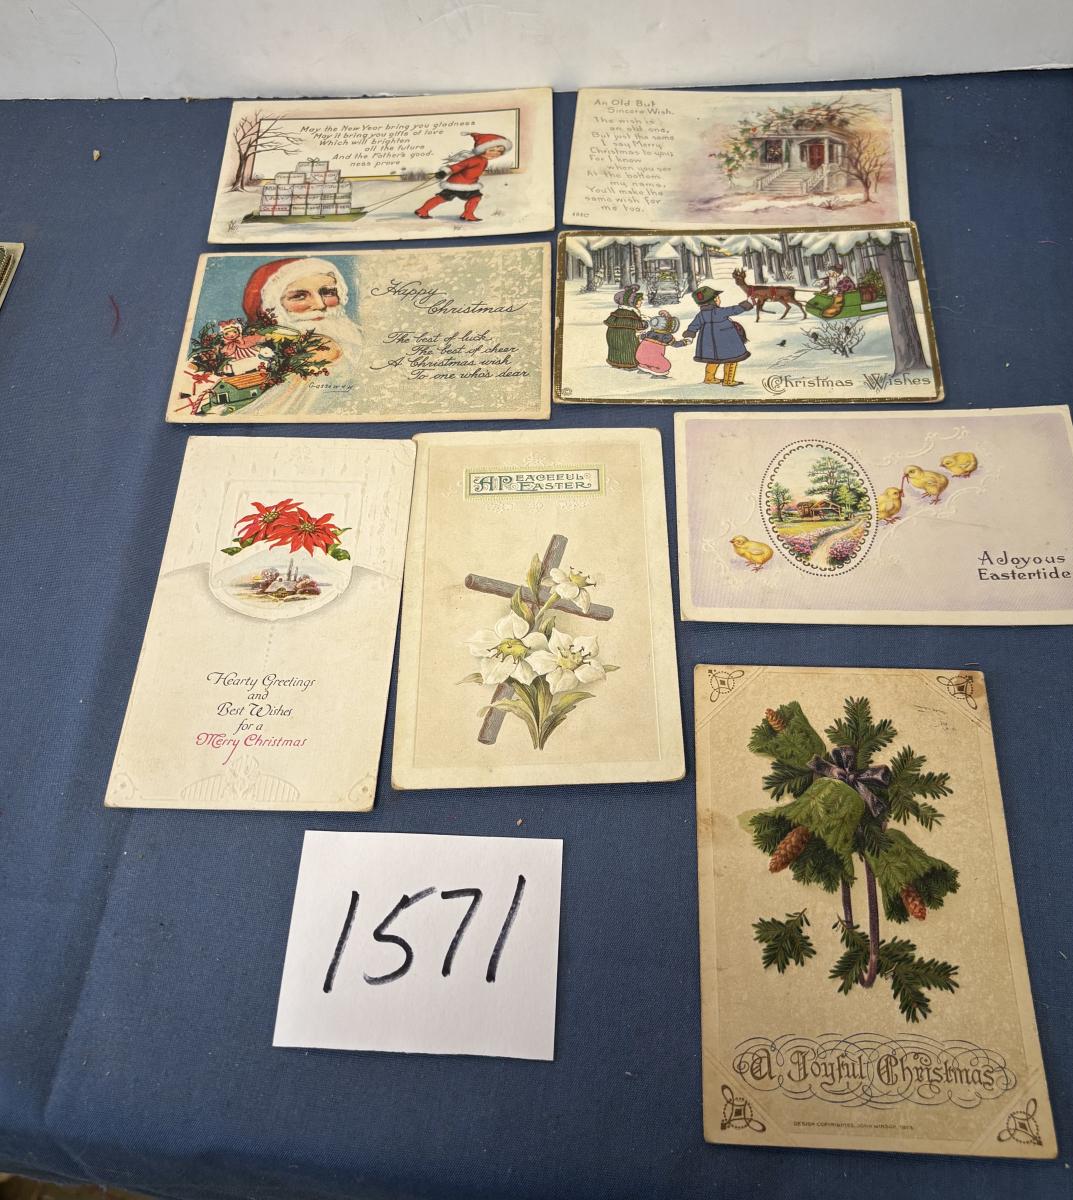 May the New Year bring you gladness
May it bring you gifts of love
Which will brighten
all the future
And the Father's good-
ness prove
An Old But
Sincere Wish.
The wish is
an old one,
But just the same
I say Merry
Christmas to you;
For I know
when you see
At the bottom
my name,
You'll make the
same wish for
me too.
Happy
Christmas
The best of luck,
The best of cheer
A Christmas wish
To one who's dear
Gassaway
Christmas Wishes
Hearty Greetings
and
Best Wishes
for a
Merry Christmas
A Peaceful
Easter
A Joyous
Eastertide
A Joyful Christmas
DESIGN COPYRIGHTED, JOHN WINSCH,
1571